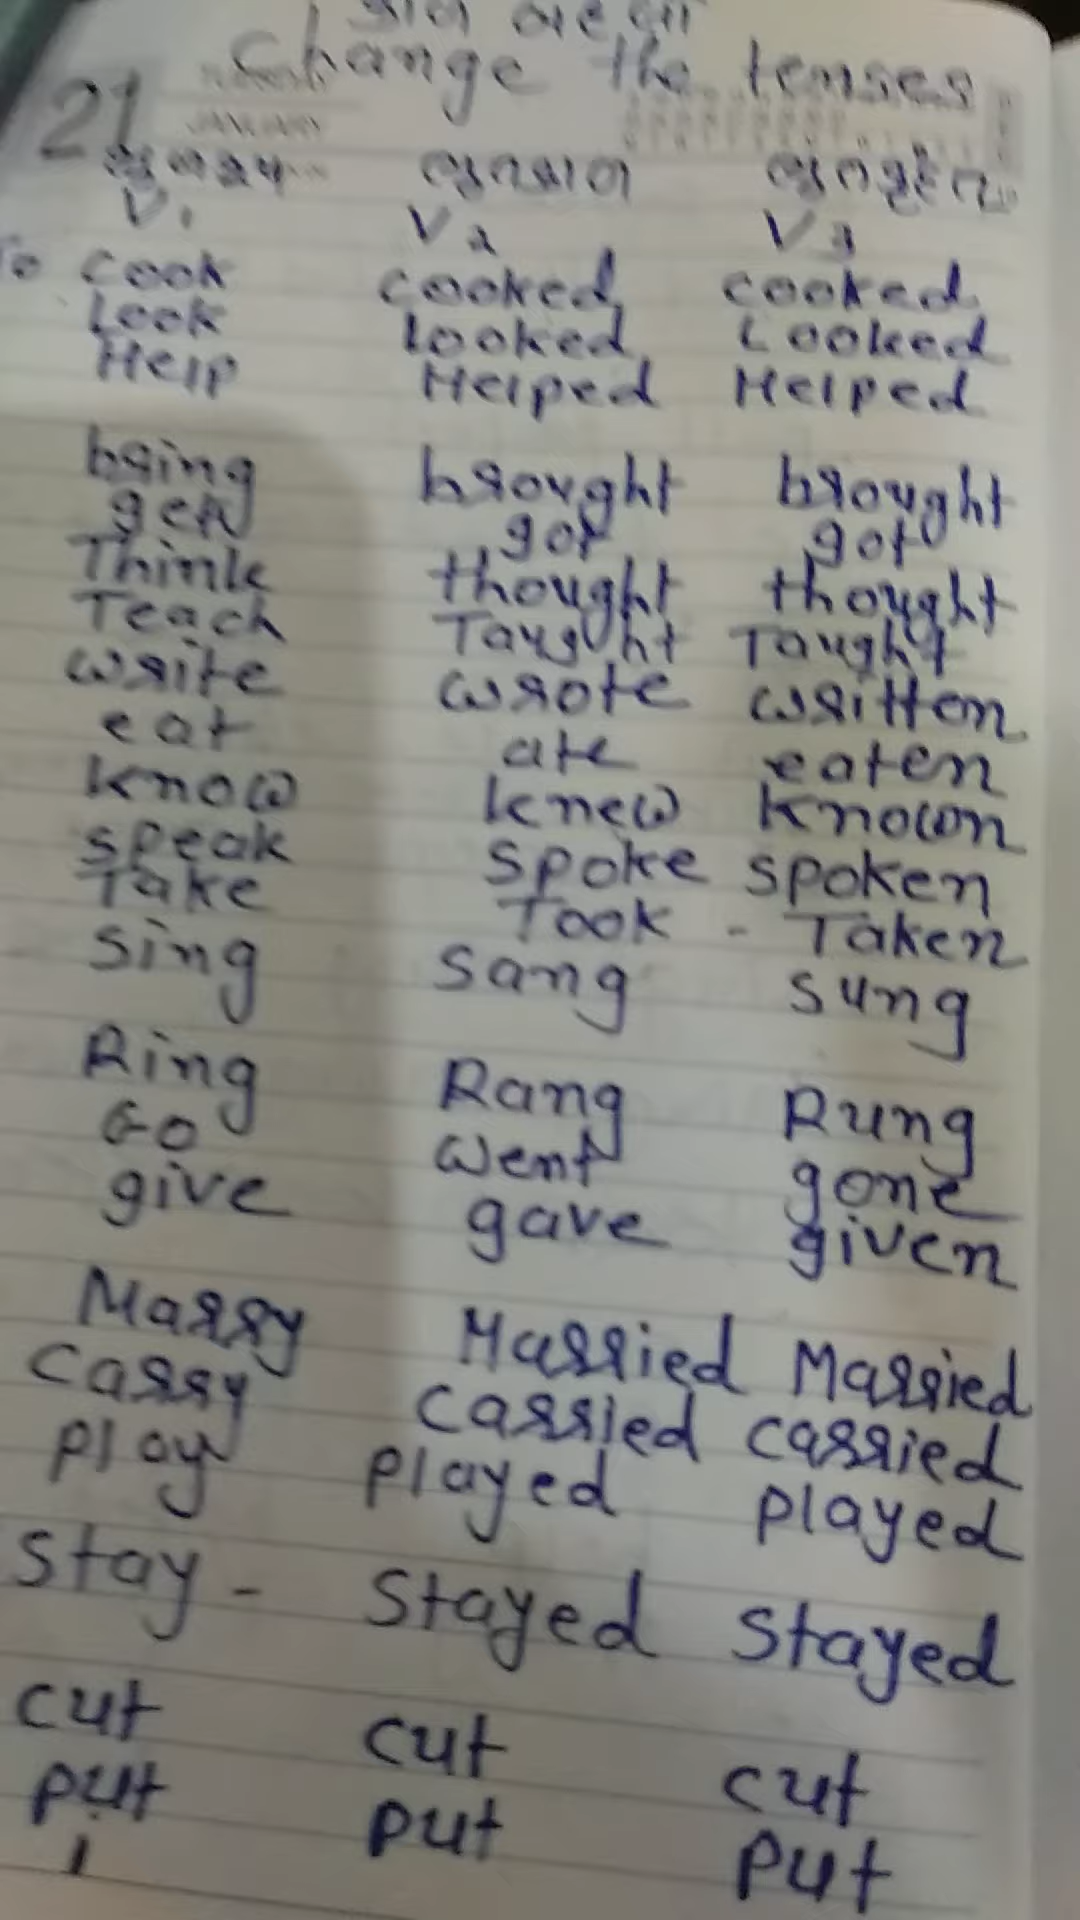 કાળ બદલો
Change the tenses
21
ભૂતકાળ
V1 V2 V3
To cook cooked cooked
Look Looked Looked
Help Helped Helped
bring brought brought
get got got
Think thought thought
Teach Taught Taught
write wrote written
eat ate eaten
know knew known
speak spoke spoken
Take Took - Taken
sing sang sung
Ring Rang Rung
Go Went gone
give gave given
Marry Married Married
Carry carried carried
play played played
Stay - Stayed Stayed
cut cut cut
put put put